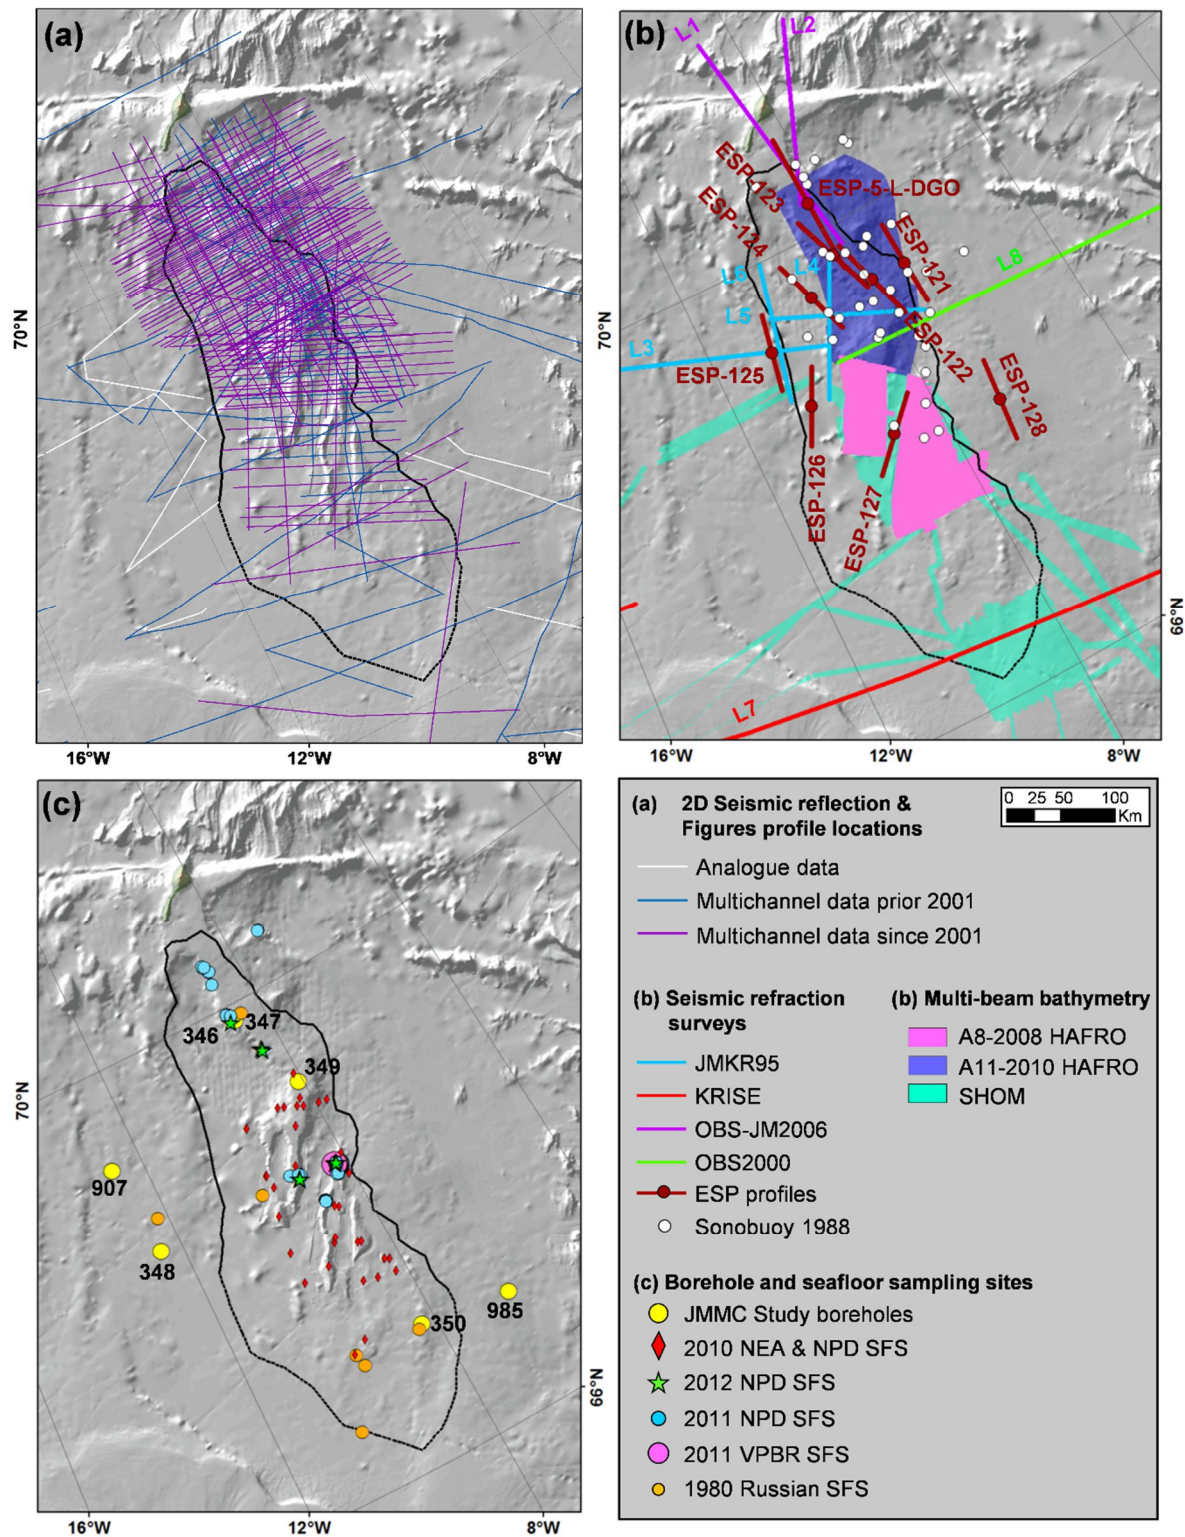 (a)
70°N
16°W
12°W
8°W
(b)
L1
L2
ESP-123
ESP-5-L-DGO
ESP-124
ESP-121
L8
L6
L4
L5
L3
ESP-122
ESP-125
ESP-128
ESP-126
ESP-127
L7
70°N
66°N
16°W
12°W
8°W
(c)
346
347
349
907
348
985
350
70°N
66°N
16°W
12°W
8°W
(a) 2D Seismic reflection &
Figures profile locations
0 25 50 100
Km
Analogue data
Multichannel data prior 2001
Multichannel data since 2001
(b) Seismic refraction
surveys
JMKR95
KRISE
OBS-JM2006
OBS2000
ESP profiles
Sonobuoy 1988
(b) Multi-beam bathymetry
A8-2008 HAFRO
A11-2010 HAFRO
SHOM
(c) Borehole and seafloor sampling sites
JMMC Study boreholes
2010 NEA & NPD SFS
2012 NPD SFS
2011 NPD SFS
2011 VPBR SFS
1980 Russian SFS